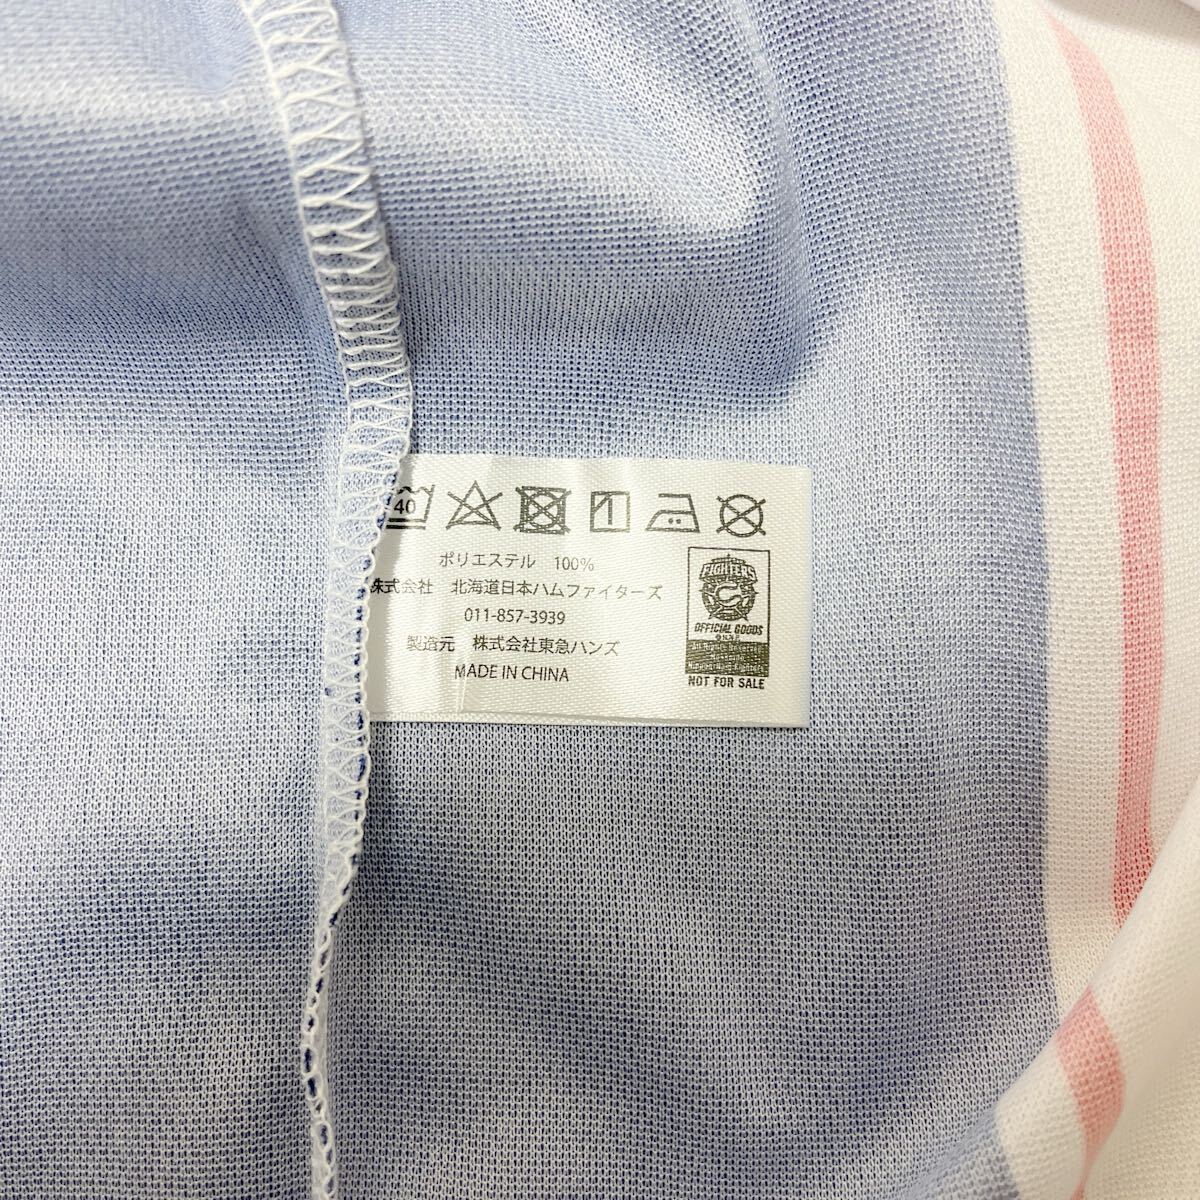 40
ポリエステル 100%
株式会社 北海道日本ハムファイターズ
011-857-3939
製造元 株式会社東急ハンズ
MADE IN CHINA
FIGHTERS
OFFICIAL GOODS
NOT FOR SALE